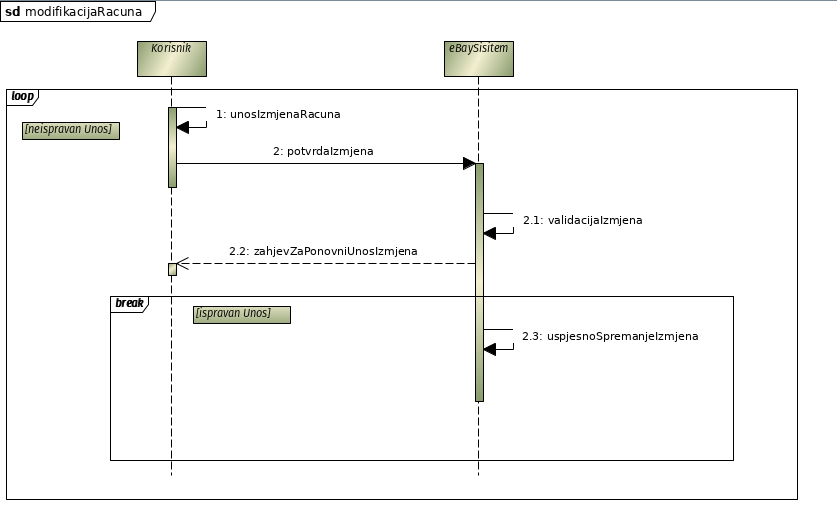 sd modifikacijaRacuna
Korisnik
eBaySisitem
loop
[neispravan Unos]
1: unosIzmjenaRacuna
2: potvrdaIzmjena
2.1: validacijaIzmjena
2.2: zahjevZaPonovniUnosIzmjena
break
[ispravan Unos]
2.3: uspjesnoSpremanjeIzmjena